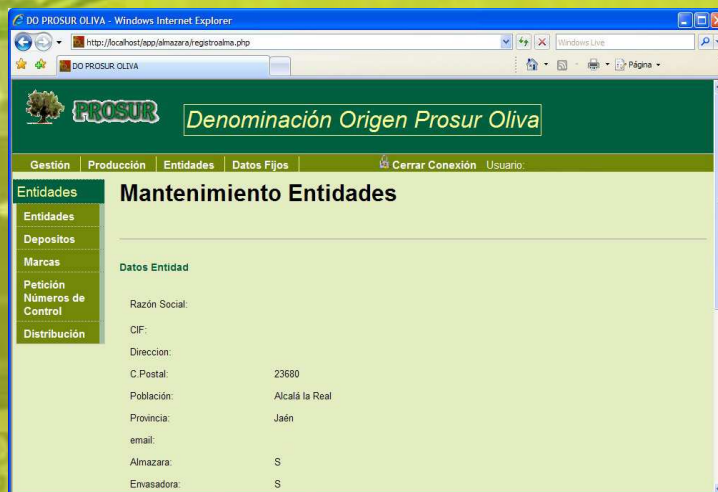 DO PROSUR OLIVA - Windows Internet Explorer
http://localhost/app/almazara/registroalma.php
Windows Live
DO PROSUR OLIVA
Página
PROSUR
Denominación Origen Prosur Oliva
Gestión Producción Entidades Datos Fijos Cerrar Conexión Usuario:
Entidades
Mantenimiento Entidades
Entidades
Depositos
Marcas
Petición
Números de
Control
Distribución
Datos Entidad
Razón Social:
CIF:
Direccion:
C.Postal: 23680
Población: Alcalá la Real
Provincia: Jaén
email:
Almazara: S
Envasadora: S